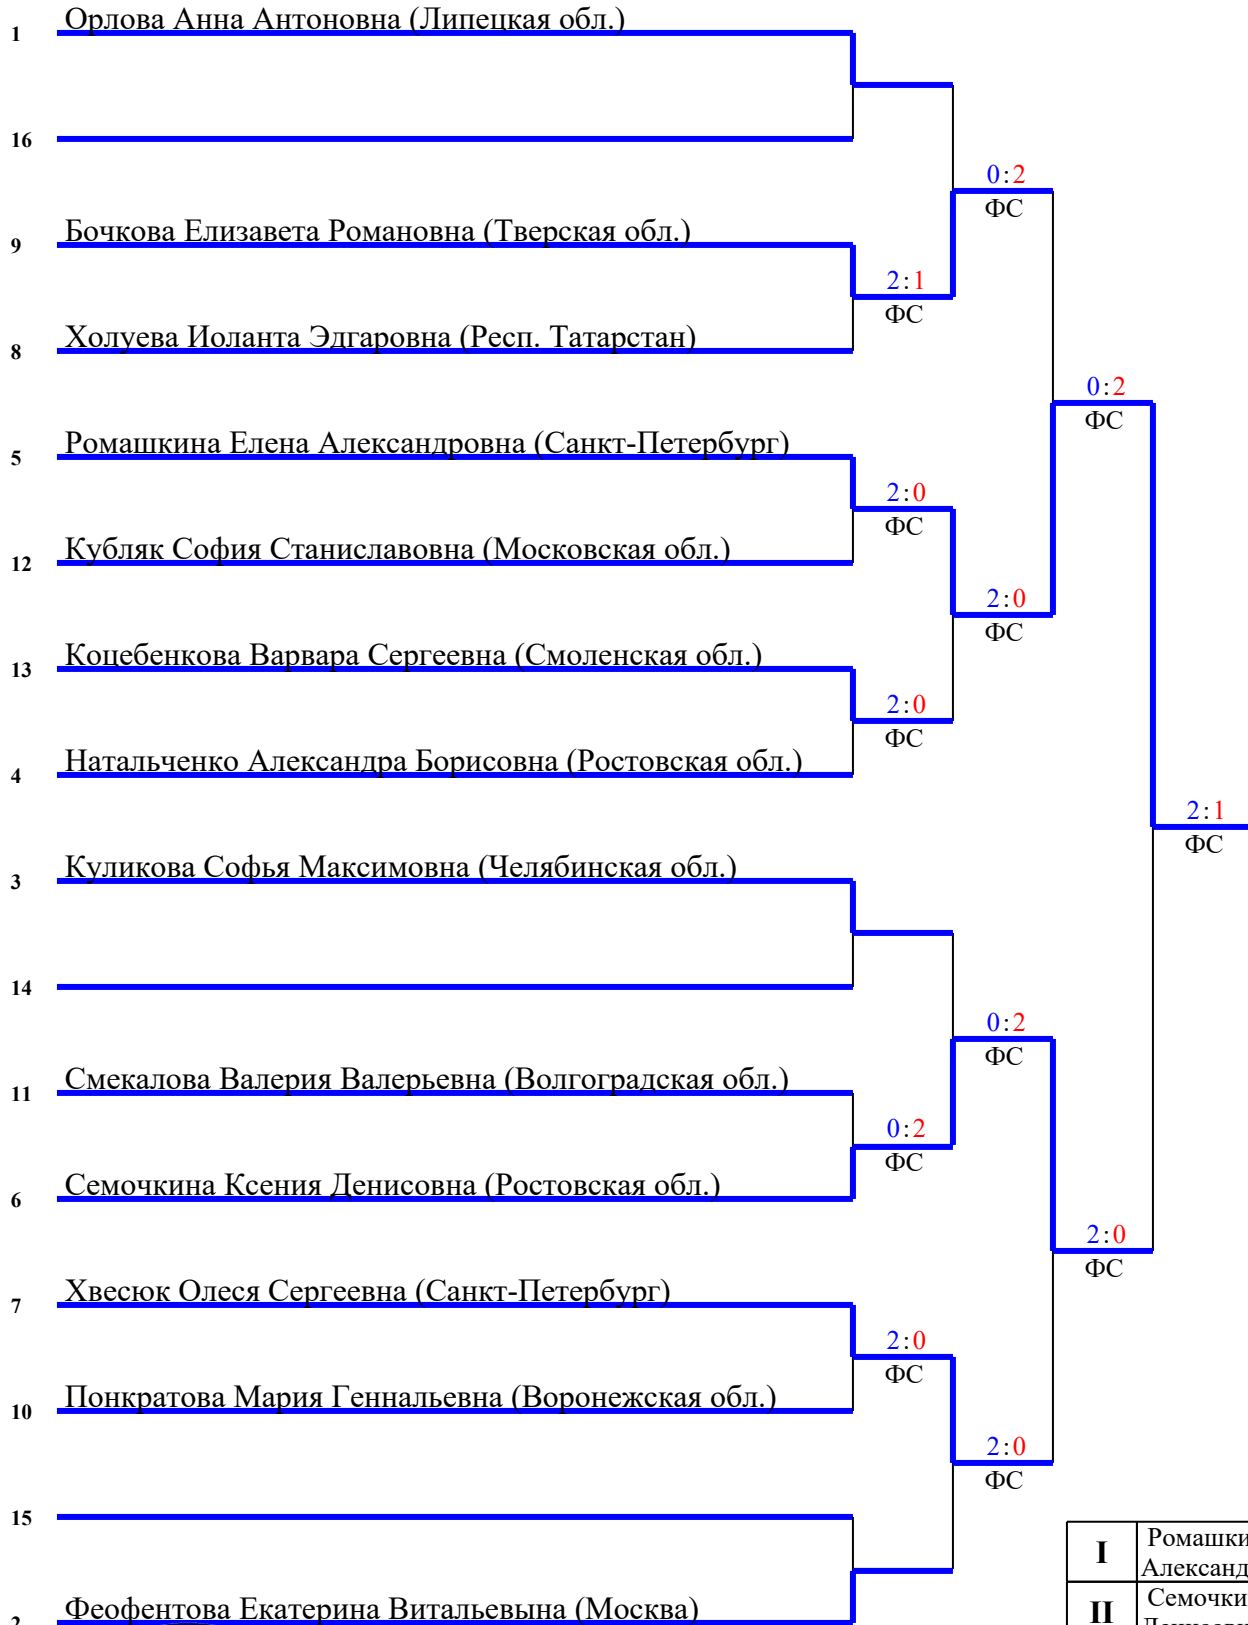 1 Орлова Анна Антоновна (Липецкая обл.)
16
0:2
ФС
9 Бочкова Елизавета Романовна (Тверская обл.)
2:1
ФС
8 Холуева Иоланта Эдгаровна (Респ. Татарстан)
0:2
ФС
5 Ромашкина Елена Александровна (Санкт-Петербург)
2:0
ФС
12 Кубляк София Станиславовна (Московская обл.)
2:0
ФС
13 Коцебенкова Варвара Сергеевна (Смоленская обл.)
2:0
ФС
4 Натальченко Александра Борисовна (Ростовская обл.)
2:1
ФС
3 Куликова Софья Максимовна (Челябинская обл.)
14
0:2
ФС
11 Смекалова Валерия Валерьевна (Волгоградская обл.)
0:2
ФС
6 Семочкина Ксения Денисовна (Ростовская обл.)
2:0
ФС
7 Хвесюк Олеся Сергеевна (Санкт-Петербург)
2:0
ФС
10 Понкратова Мария Геннальевна (Воронежская обл.)
2:0
ФС
15
I Ромашки
Александ
2 Феофентова Екатерина Витальевына (Москва)
II Семочки